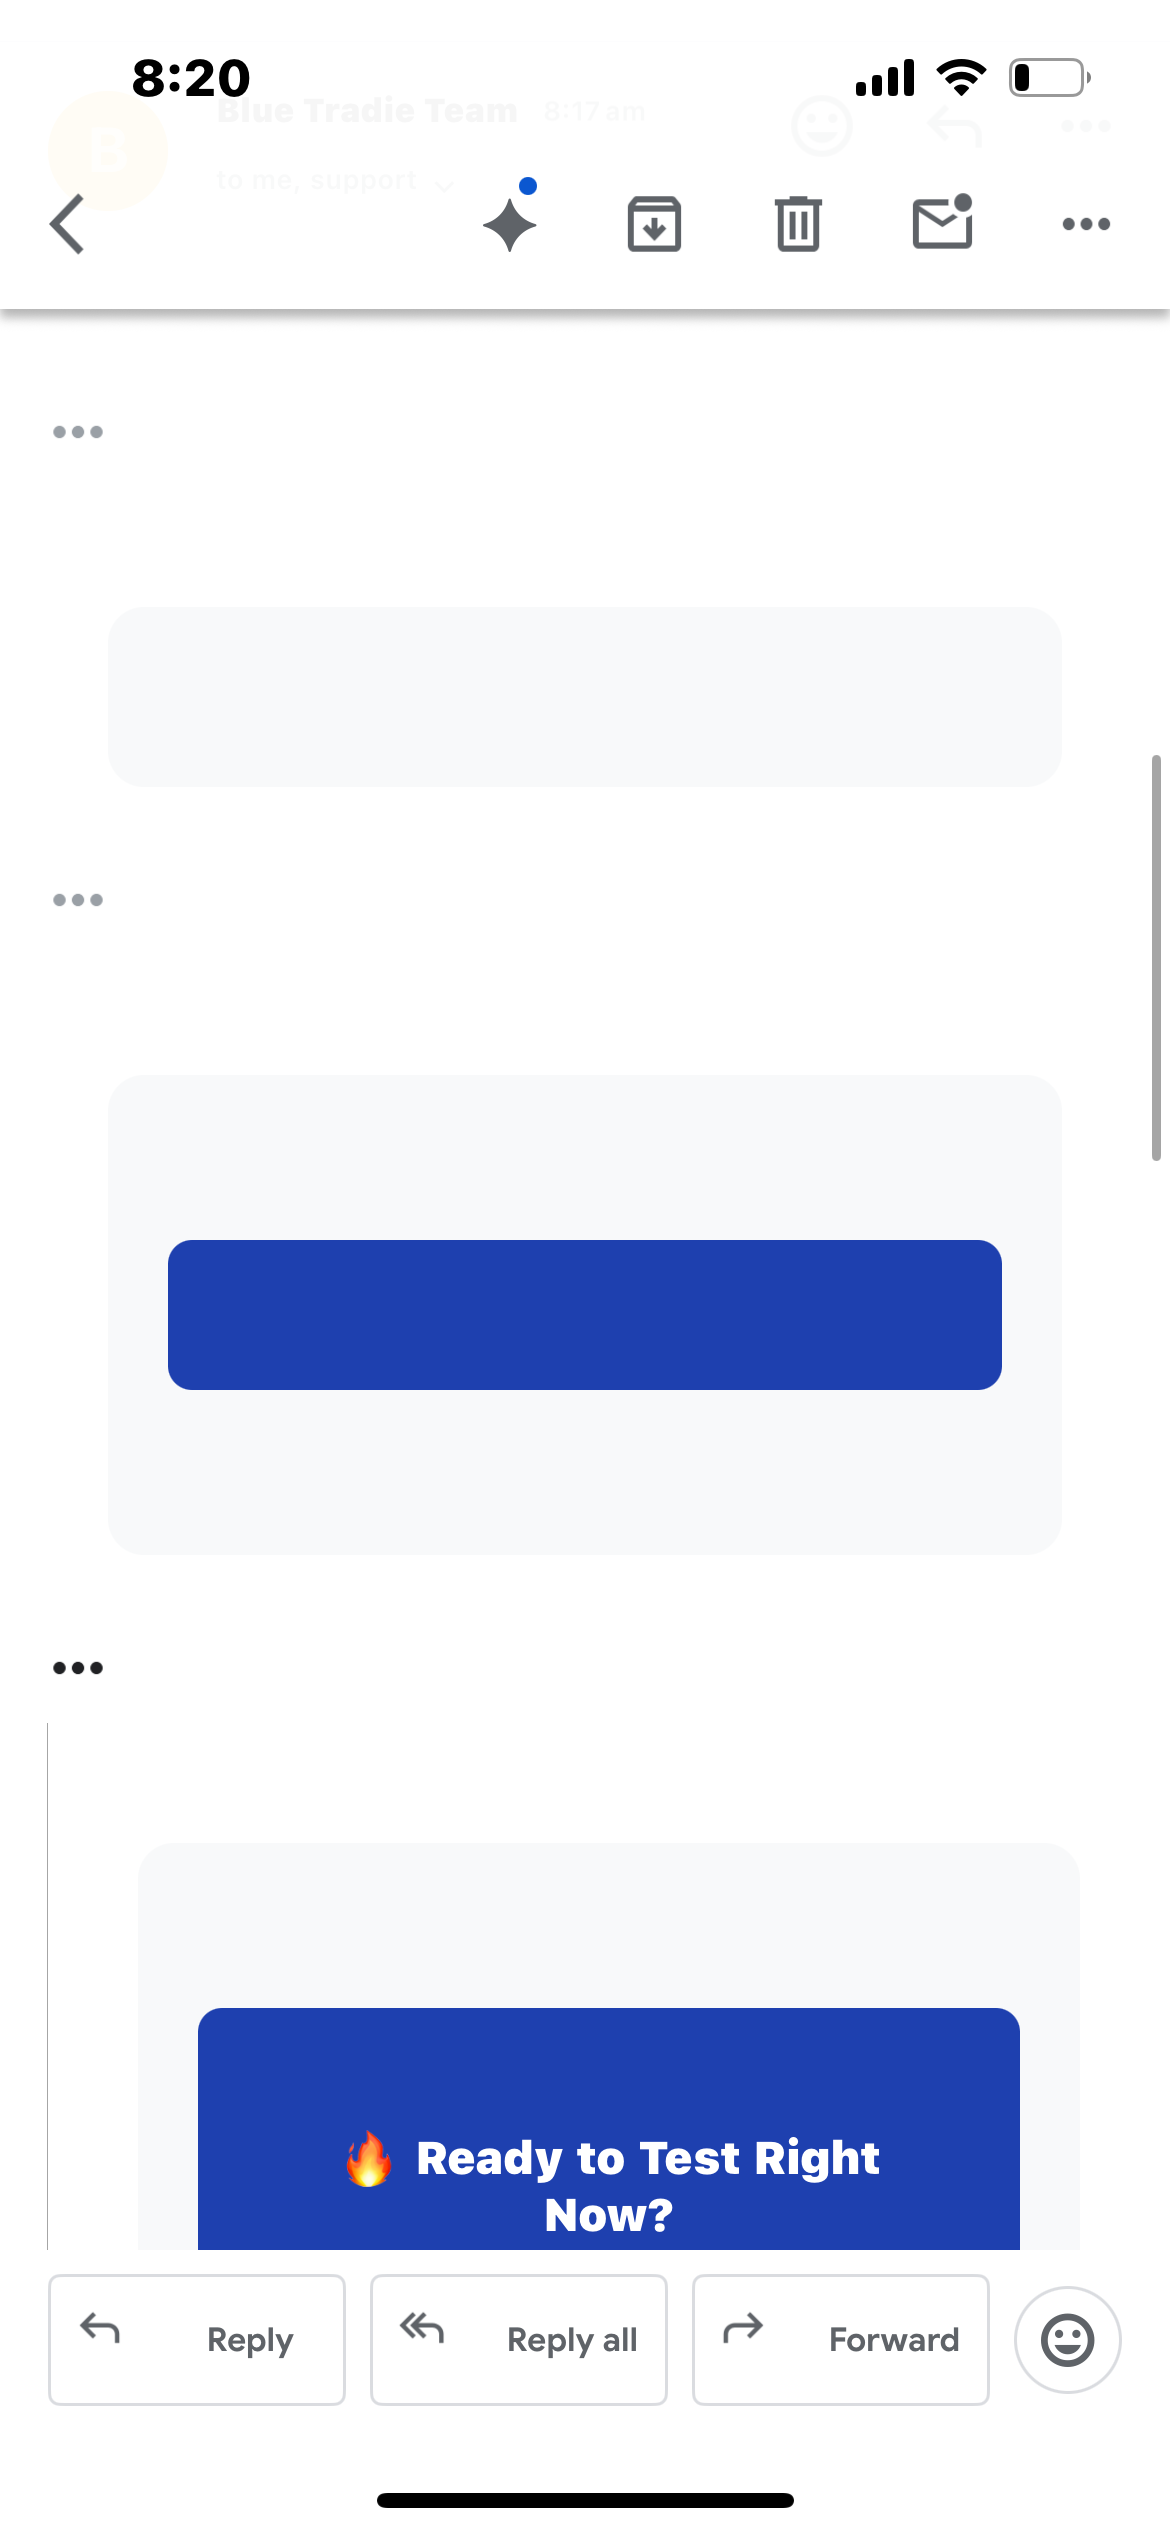 8:20
B
Blue Tradie Team 8:17 am
to me, support
🔥 Ready to Test Right
Now?
Reply
Reply all
Forward